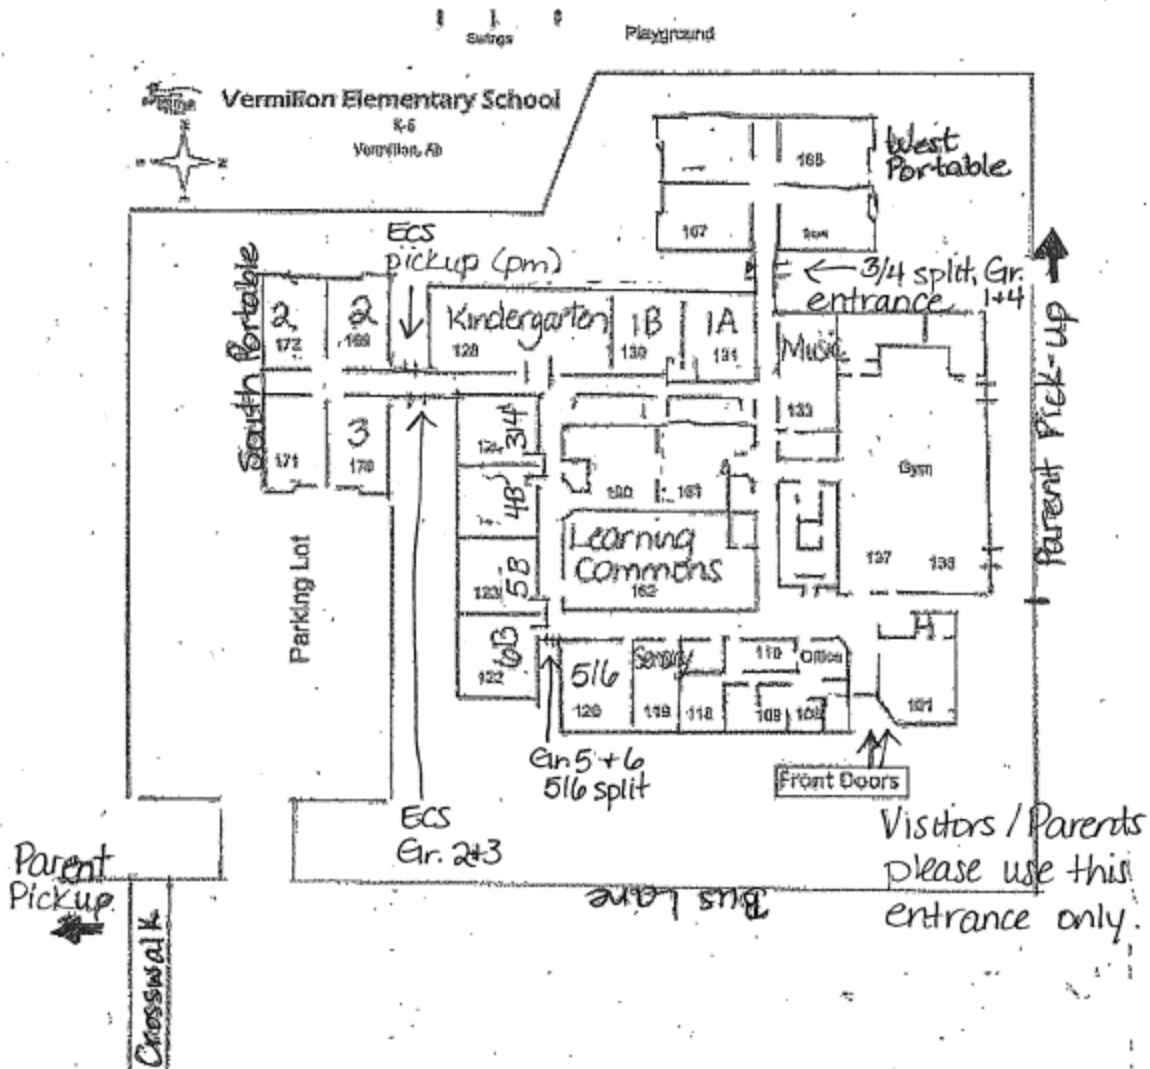 Swings
Playground
Vermilion Elementary School
K-6
Vermilion, Ab
N
S
West
Portable
168
167
ECS
pickup (pm)
← 3/4 split, Gr.
1+4
entrance
South Portable
2
172
2
169
Kindergarten
128
1B
130
1A
131
Music
133
Parent Pick-up
171
3
170
3/4
4B
160
161
Gym
137
138
Learning
Commons
162
5B
123
Parking Lot
6B
122
5/6
120
Sensory
119
118
110
Office
109
108
101
Gr 5 + 6
5/6 split
Front Doors
ECS
Gr. 2+3
Visitors / Parents
please use this
entrance only.
Parent
Pickup
Bus Lane
Crosswalk